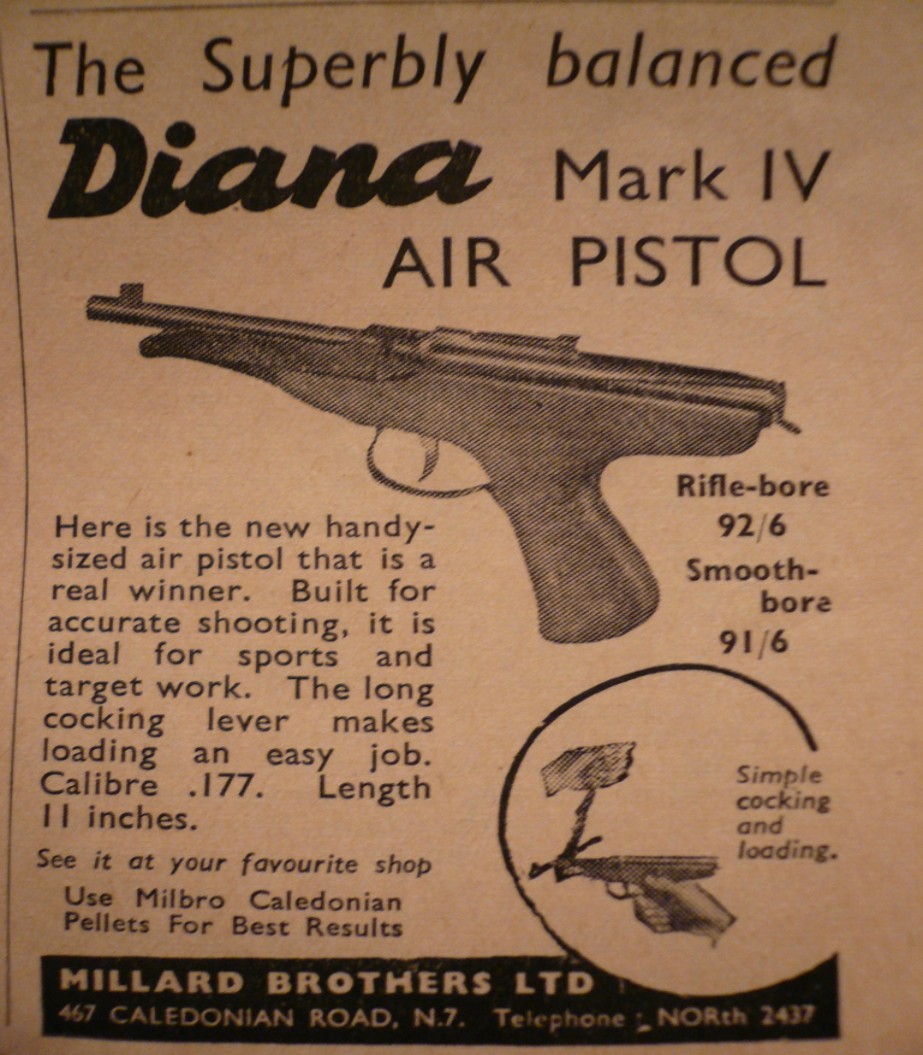 The Superbly balanced
Diana Mark IV
AIR PISTOL
Rifle-bore
92/6
Smooth-
bore
91/6
Here is the new handy-
sized air pistol that is a
real winner. Built for
accurate shooting, it is
ideal for sports and
target work. The long
cocking lever makes
loading an easy job.
Calibre .177. Length
11 inches.
Simple
cocking
and
loading.
See it at your favourite shop
Use Milbro Caledonian
Pellets For Best Results
MILLARD BROTHERS LTD
467 CALEDONIAN ROAD, N.7. Telephone : NORth 2437